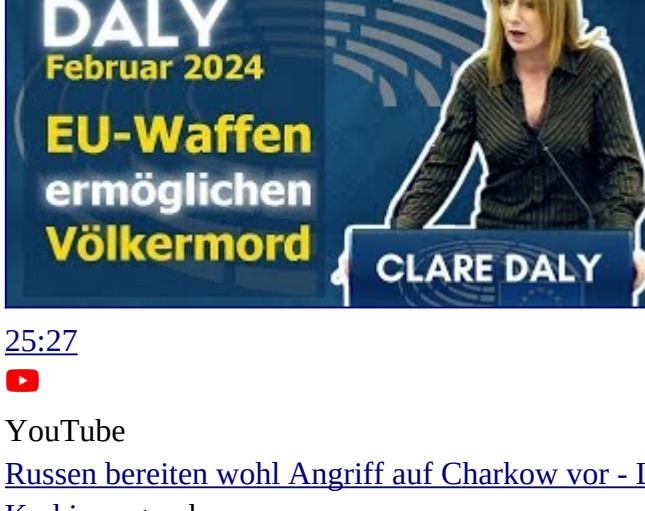 DALY
Februar 2024
EU-Waffen
ermöglichen
Völkermord
CLARE DALY
25:27
YouTube
Russen bereiten wohl Angriff auf Charkow vor -